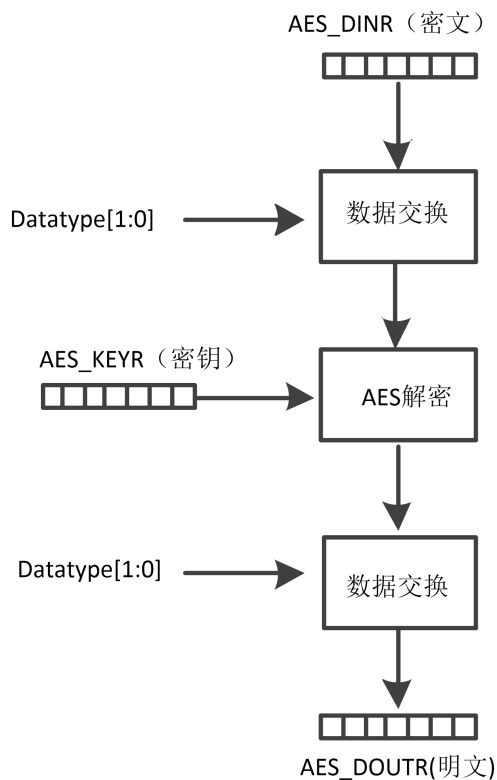 AES_DINR（密文）
Datatype[1:0]
数据交换
AES_KEYR（密钥）
AES解密
Datatype[1:0]
数据交换
AES_DOUTR(明文)